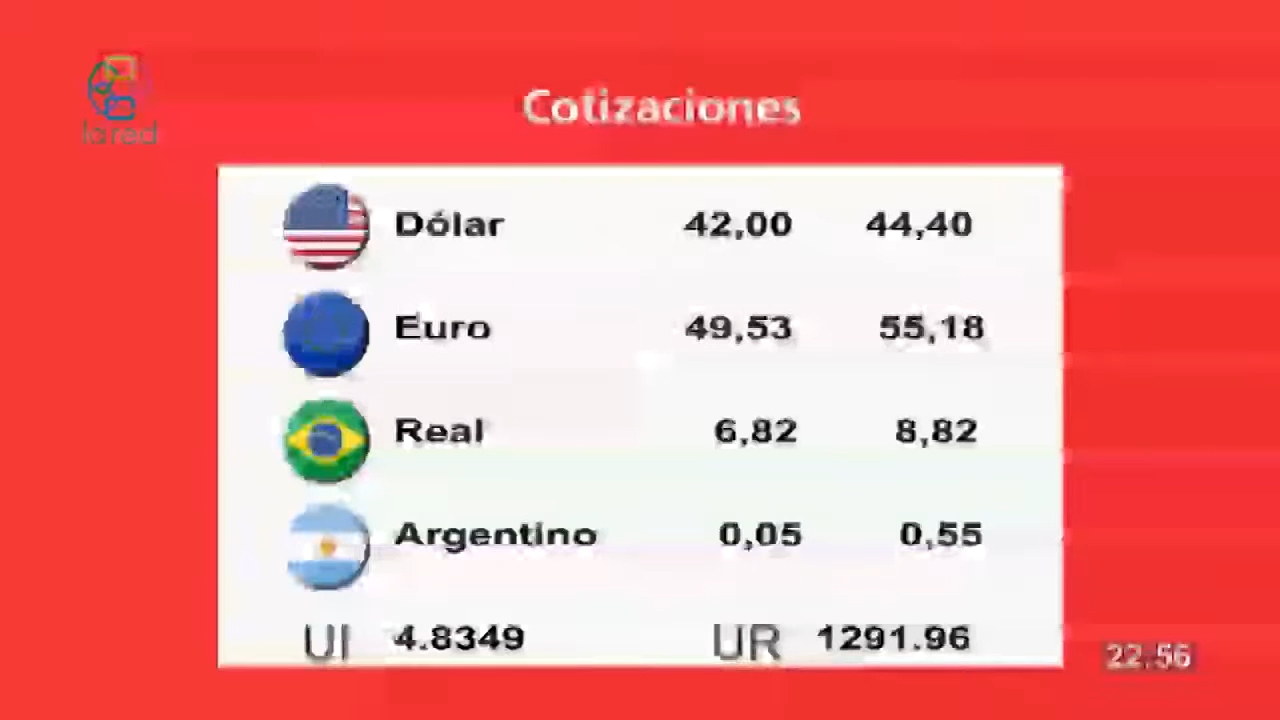 la red
Cotizaciones
Dólar 42,00 44,40
Euro 49,53 55,18
Real 6,82 8,82
Argentino 0,05 0,55
UI 4.8349 UR 1291.96
22:56